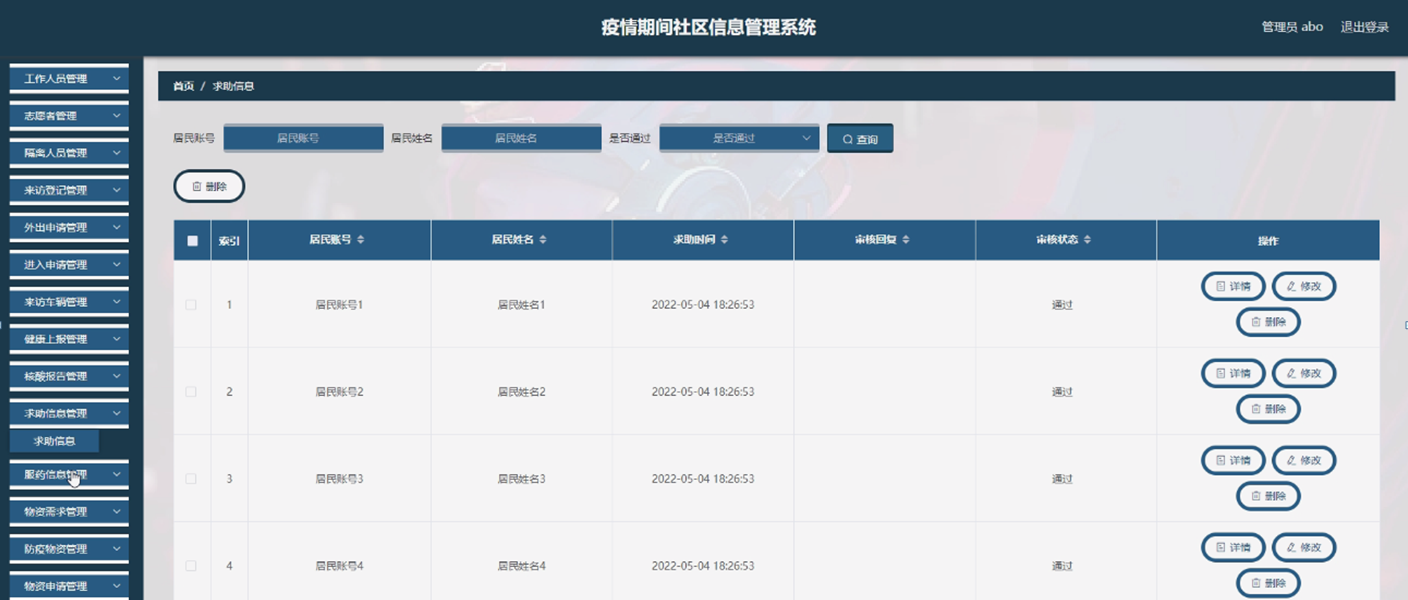 疫情期间社区信息管理系统
管理员 abo 退出登录
工作人员管理
志愿者管理
隔离人员管理
来访登记管理
外出申请管理
进入申请管理
来访车辆管理
健康上报管理
核酸报告管理
求助信息管理
求助信息
服药信息管理
物资需求管理
防疫物资管理
物资申请管理
首页 / 求助信息
居民账号 居民账号 居民姓名 居民姓名 是否通过 是否通过 查询
删除
索引 居民账号 居民姓名 求助时间 审核回复 审核状态 操作
1 居民账号1 居民姓名1 2022-05-04 18:26:53 通过 详情 修改
删除
2 居民账号2 居民姓名2 2022-05-04 18:26:53 通过 详情 修改
删除
3 居民账号3 居民姓名3 2022-05-04 18:26:53 通过 详情 修改
删除
4 居民账号4 居民姓名4 2022-05-04 18:26:53 通过 详情 修改
删除